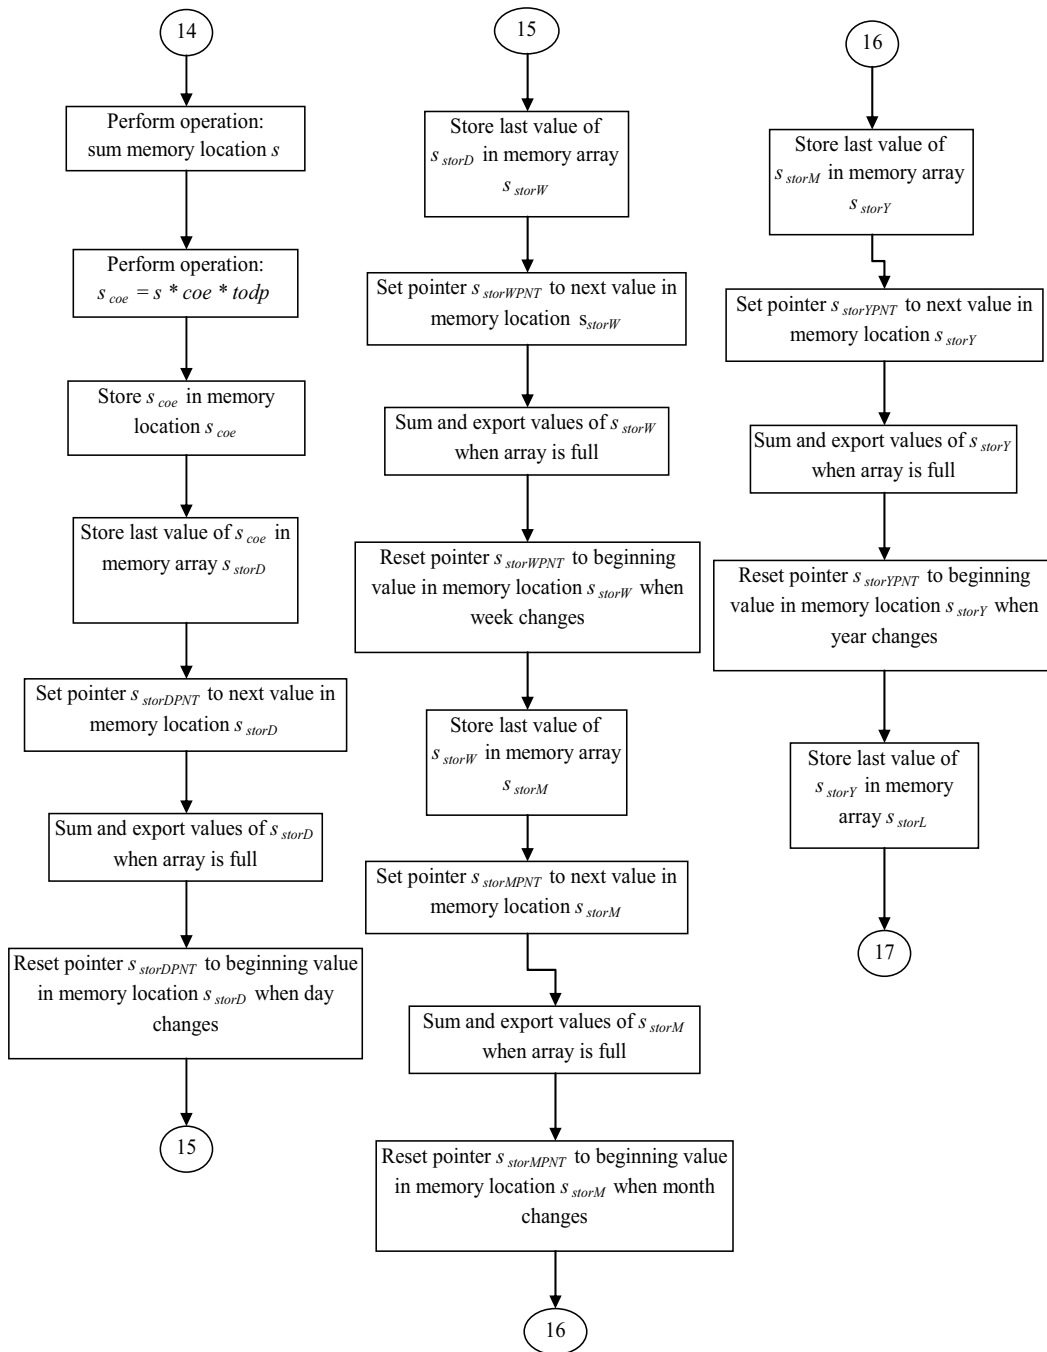 14
Perform operation:
sum memory location s
Perform operation:
s coe = s * coe * todp
Store s coe in memory
location s coe
Store last value of s coe in
memory array s storD
Set pointer s storDPNT to next value in
memory location s storD
Sum and export values of s storD
when array is full
Reset pointer s storDPNT to beginning value
in memory location s storD when day
changes
15
15
Store last value of
s storD in memory array
s storW
Set pointer s storWPNT to next value in
memory location sstorW
Sum and export values of s storW
when array is full
Reset pointer s storWPNT to beginning
value in memory location s storW when
week changes
Store last value of
s storW in memory array
s storM
Set pointer s storMPNT to next value in
memory location s storM
Sum and export values of s storM
when array is full
Reset pointer s storMPNT to beginning value
in memory location s storM when month
changes
16
16
Store last value of
s storM in memory array
s storY
Set pointer s storYPNT to next value in
memory location s storY
Sum and export values of s storY
when array is full
Reset pointer s storYPNT to beginning
value in memory location s storY when
year changes
Store last value of
s storY in memory
array s storL
17